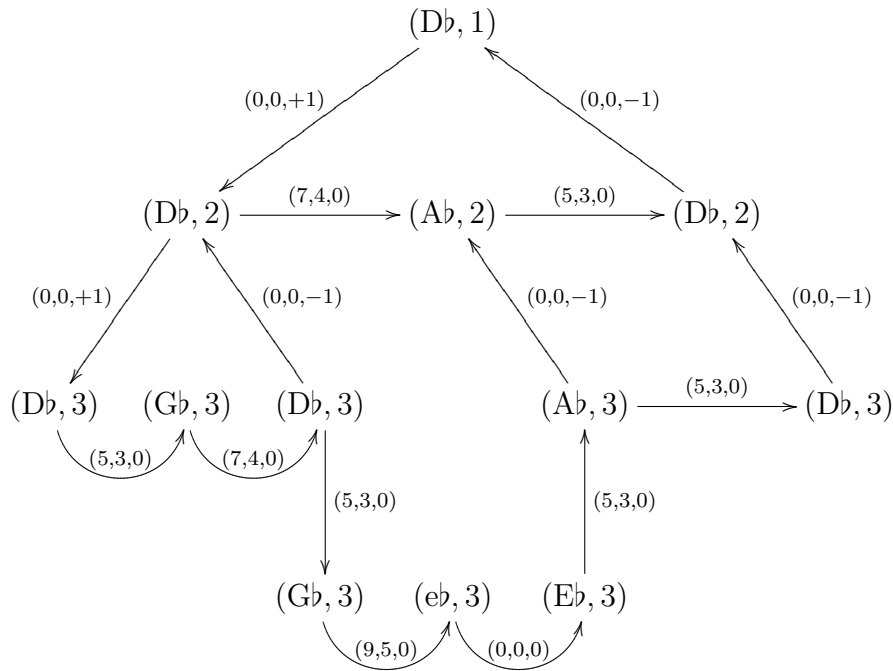 (D♭, 1)
(0,0,+1) (0,0,−1)
(D♭, 2) (7,4,0) (A♭, 2) (5,3,0) (D♭, 2)
(0,0,+1) (0,0,−1) (0,0,−1) (0,0,−1)
(D♭, 3) (G♭, 3) (D♭, 3) (A♭, 3) (5,3,0) (D♭, 3)
(5,3,0) (7,4,0)
(5,3,0) (5,3,0)
(G♭, 3) (e♭, 3) (E♭, 3)
(9,5,0) (0,0,0)